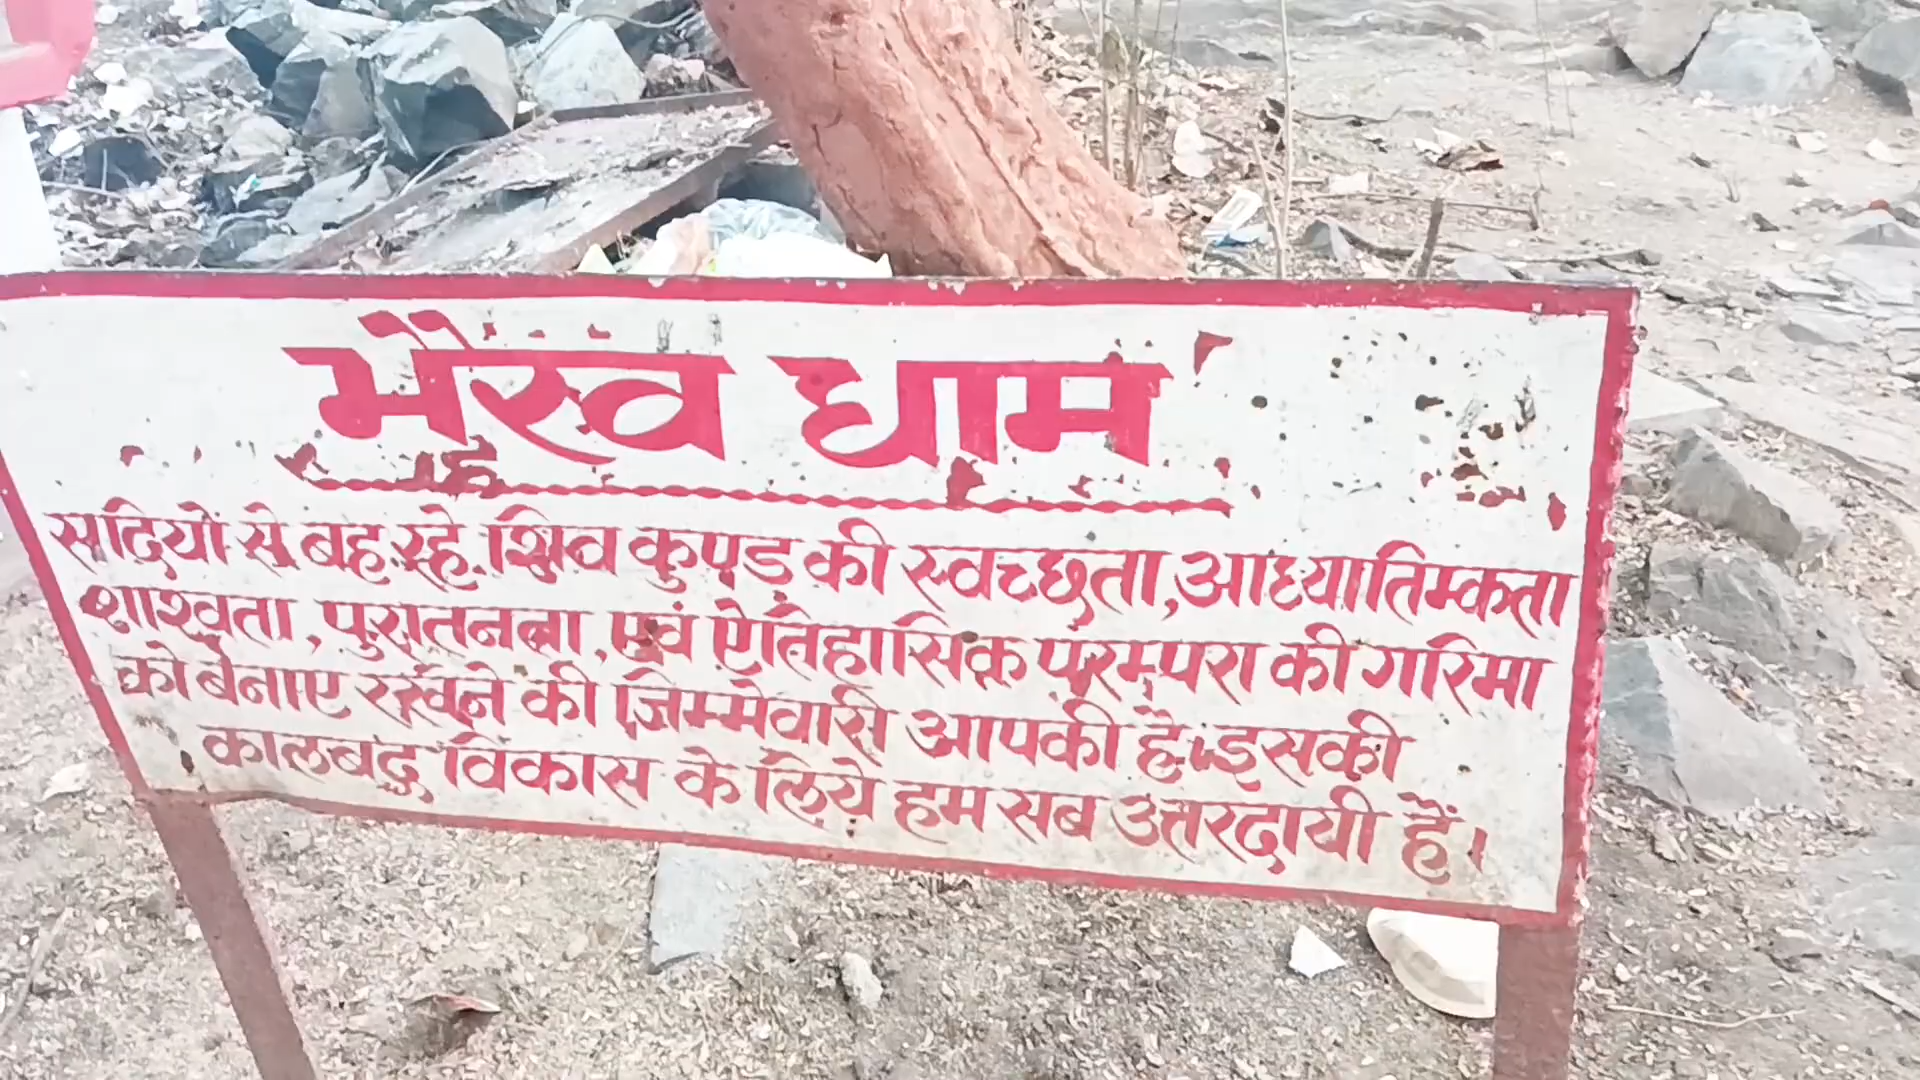 भैरव धाम
सदियों से बह रहे शिव कुण्ड की स्वच्छता, आध्यातिम्कता
शाश्वता, पुरातनता, एवं ऐतिहासिक परम्परा की गरिमा
को बनाए रखने की जिम्मेवारी आपकी है। इसकी
कालबद्ध विकास के लिये हम सब उत्तरदायी हैं।